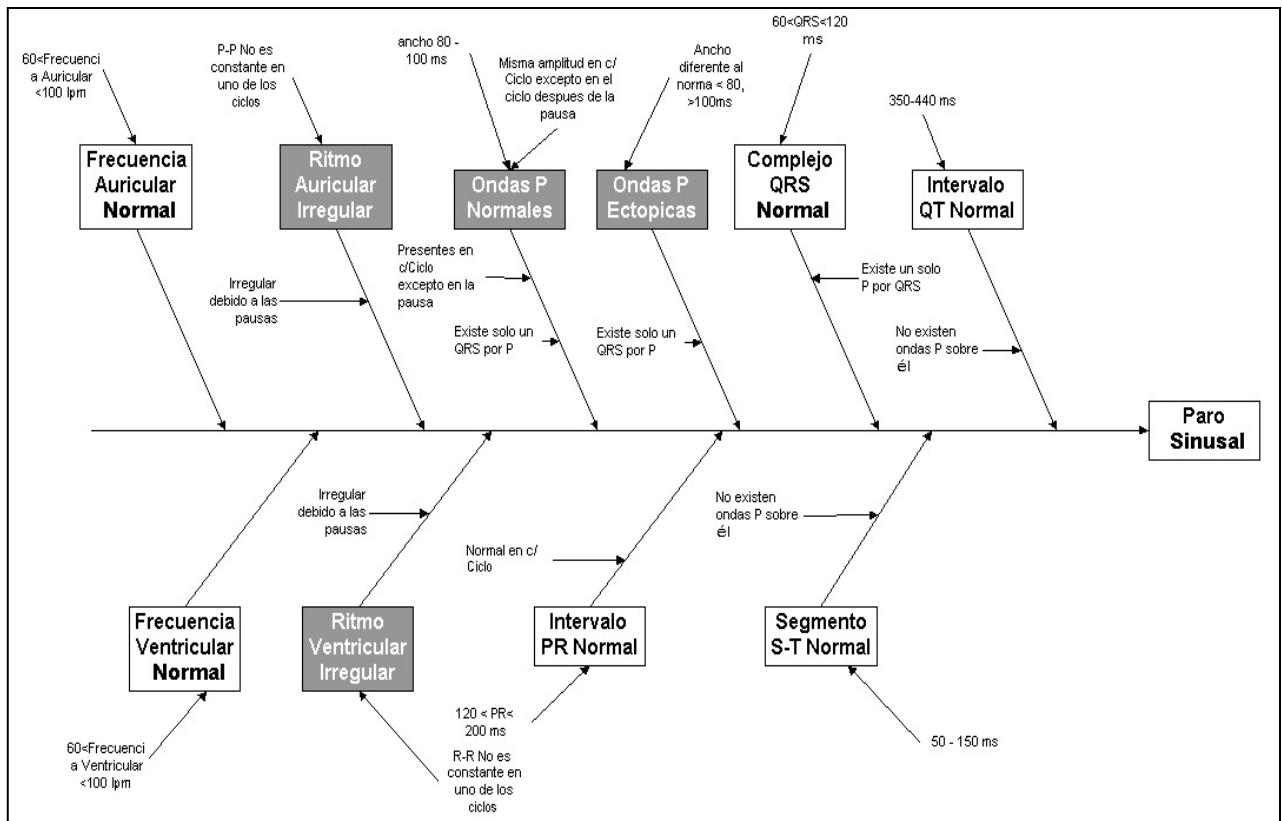 60<Frecuenci
a Auricular
<100 lpm
P-P No es
constante en
uno de los
ciclos
ancho 80 -
100 ms
Misma amplitud en c/
Ciclo excepto en el
ciclo despues de la
pausa
Ancho
diferente al
norma < 80,
>100ms
60<QRS<120
ms
350-440 ms
Frecuencia
Auricular
Normal
Ritmo
Auricular
Irregular
Ondas P
Normales
Ondas P
Ectopicas
Complejo
QRS
Normal
Intervalo
QT Normal
Irregular
debido a las
pausas
Presentes en
c/Ciclo
excepto en la
pausa
Existe solo un
QRS por P
Existe solo un
QRS por P
Existe un solo
P por QRS
No existen
ondas P sobre
él
Paro
Sinusal
Irregular
debido a las
pausas
Normal en c/
Ciclo
No existen
ondas P sobre
él
Frecuencia
Ventricular
Normal
Ritmo
Ventricular
Irregular
Intervalo
PR Normal
Segmento
S-T Normal
60<Frecuenci
a Ventricular
<100 lpm
R-R No es
constante en
uno de los
ciclos
120 < PR<
200 ms
50 - 150 ms